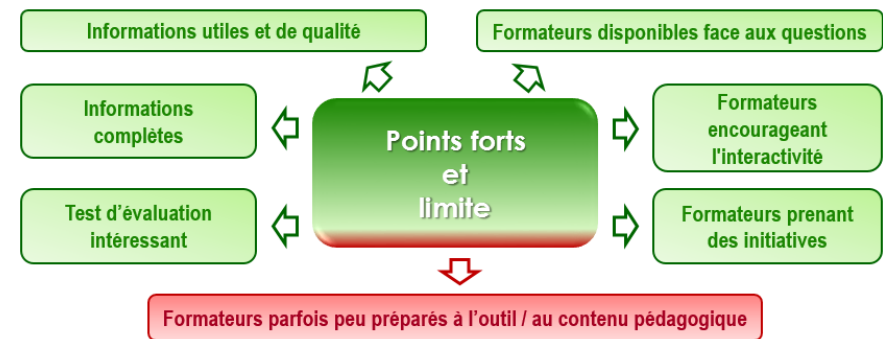 Informations utiles et de qualité
Formateurs disponibles face aux questions
Informations
complètes
Points forts
et
limite
Formateurs
encourageant
l'interactivité
Test d’évaluation
intéressant
Formateurs prenant
des initiatives
Formateurs parfois peu préparés à l’outil / au contenu pédagogique